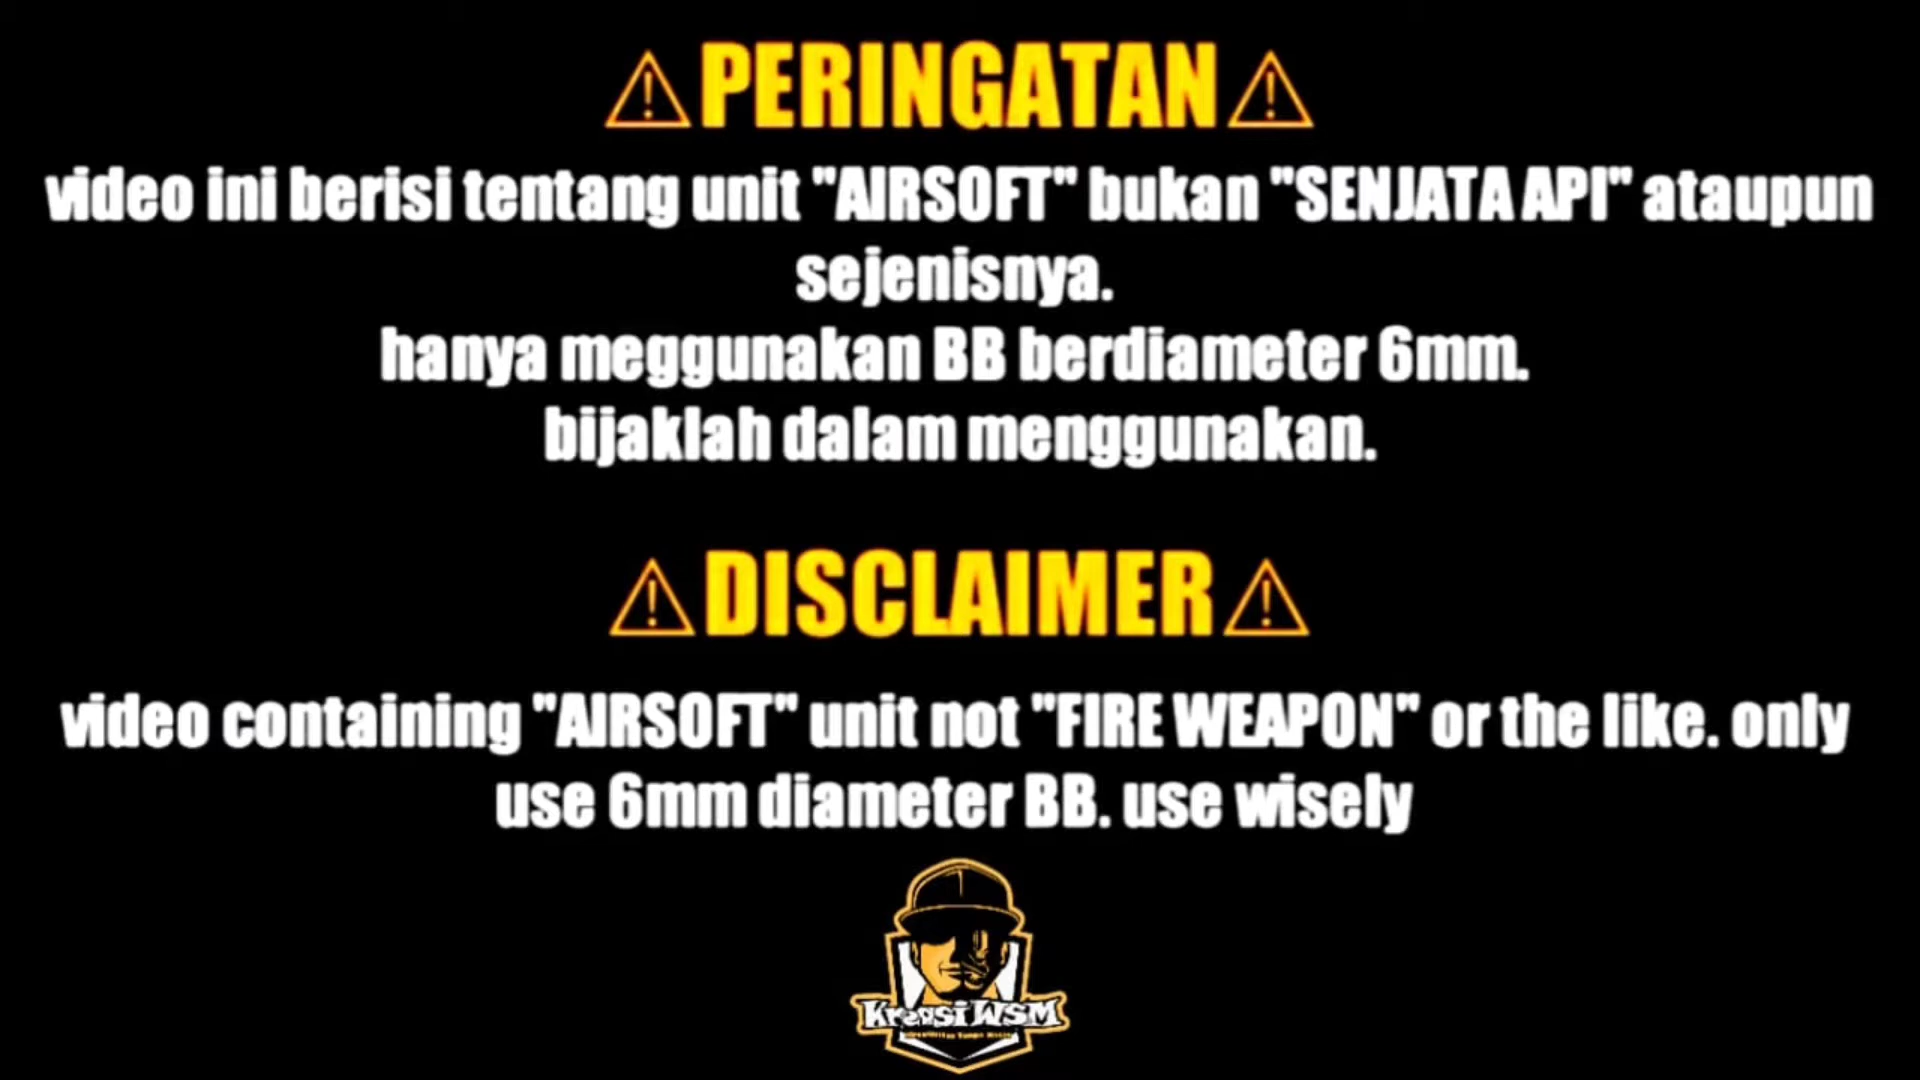 ⚠PERINGATAN⚠
video ini berisi tentang unit "AIRSOFT" bukan "SENJATA API" ataupun
sejenisnya.
hanya meggunakan BB berdiameter 6mm.
bijaklah dalam menggunakan.
⚠DISCLAIMER⚠
video containing "AIRSOFT" unit not "FIRE WEAPON" or the like. only
use 6mm diameter BB. use wisely
Kreasi WSM